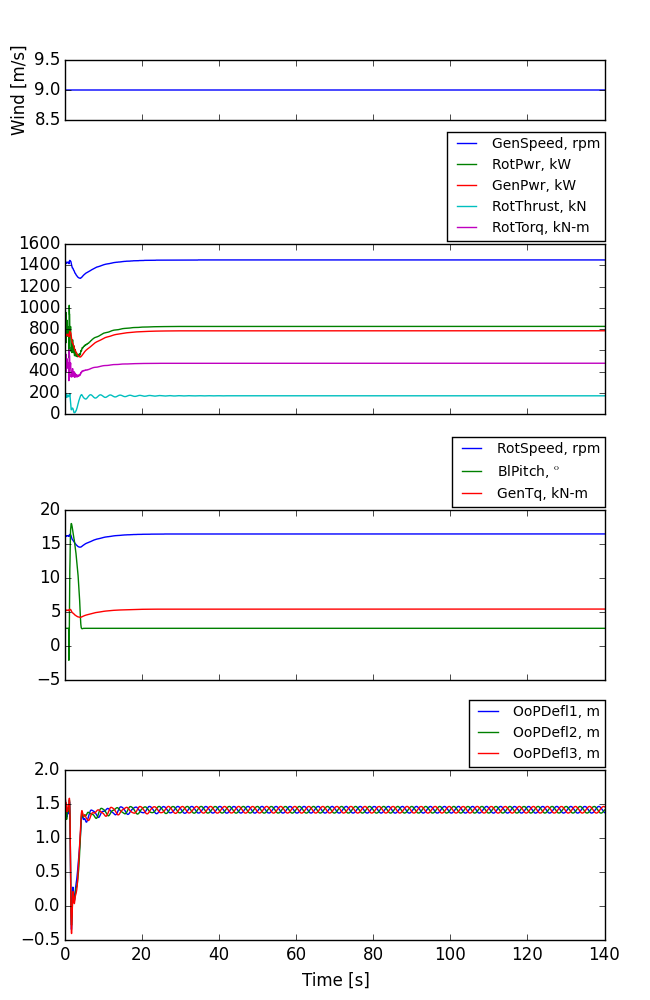 Wind [m/s]
9.5
9.0
8.5
GenSpeed, rpm
RotPwr, kW
GenPwr, kW
RotThrust, kN
RotTorq, kN-m
1600
1400
1200
1000
800
600
400
200
0
RotSpeed, rpm
BlPitch, °
GenTq, kN-m
20
15
10
5
0
−5
OoPDefl1, m
OoPDefl2, m
OoPDefl3, m
2.0
1.5
1.0
0.5
0.0
−0.5
0 20 40 60 80 100 120 140
Time [s]